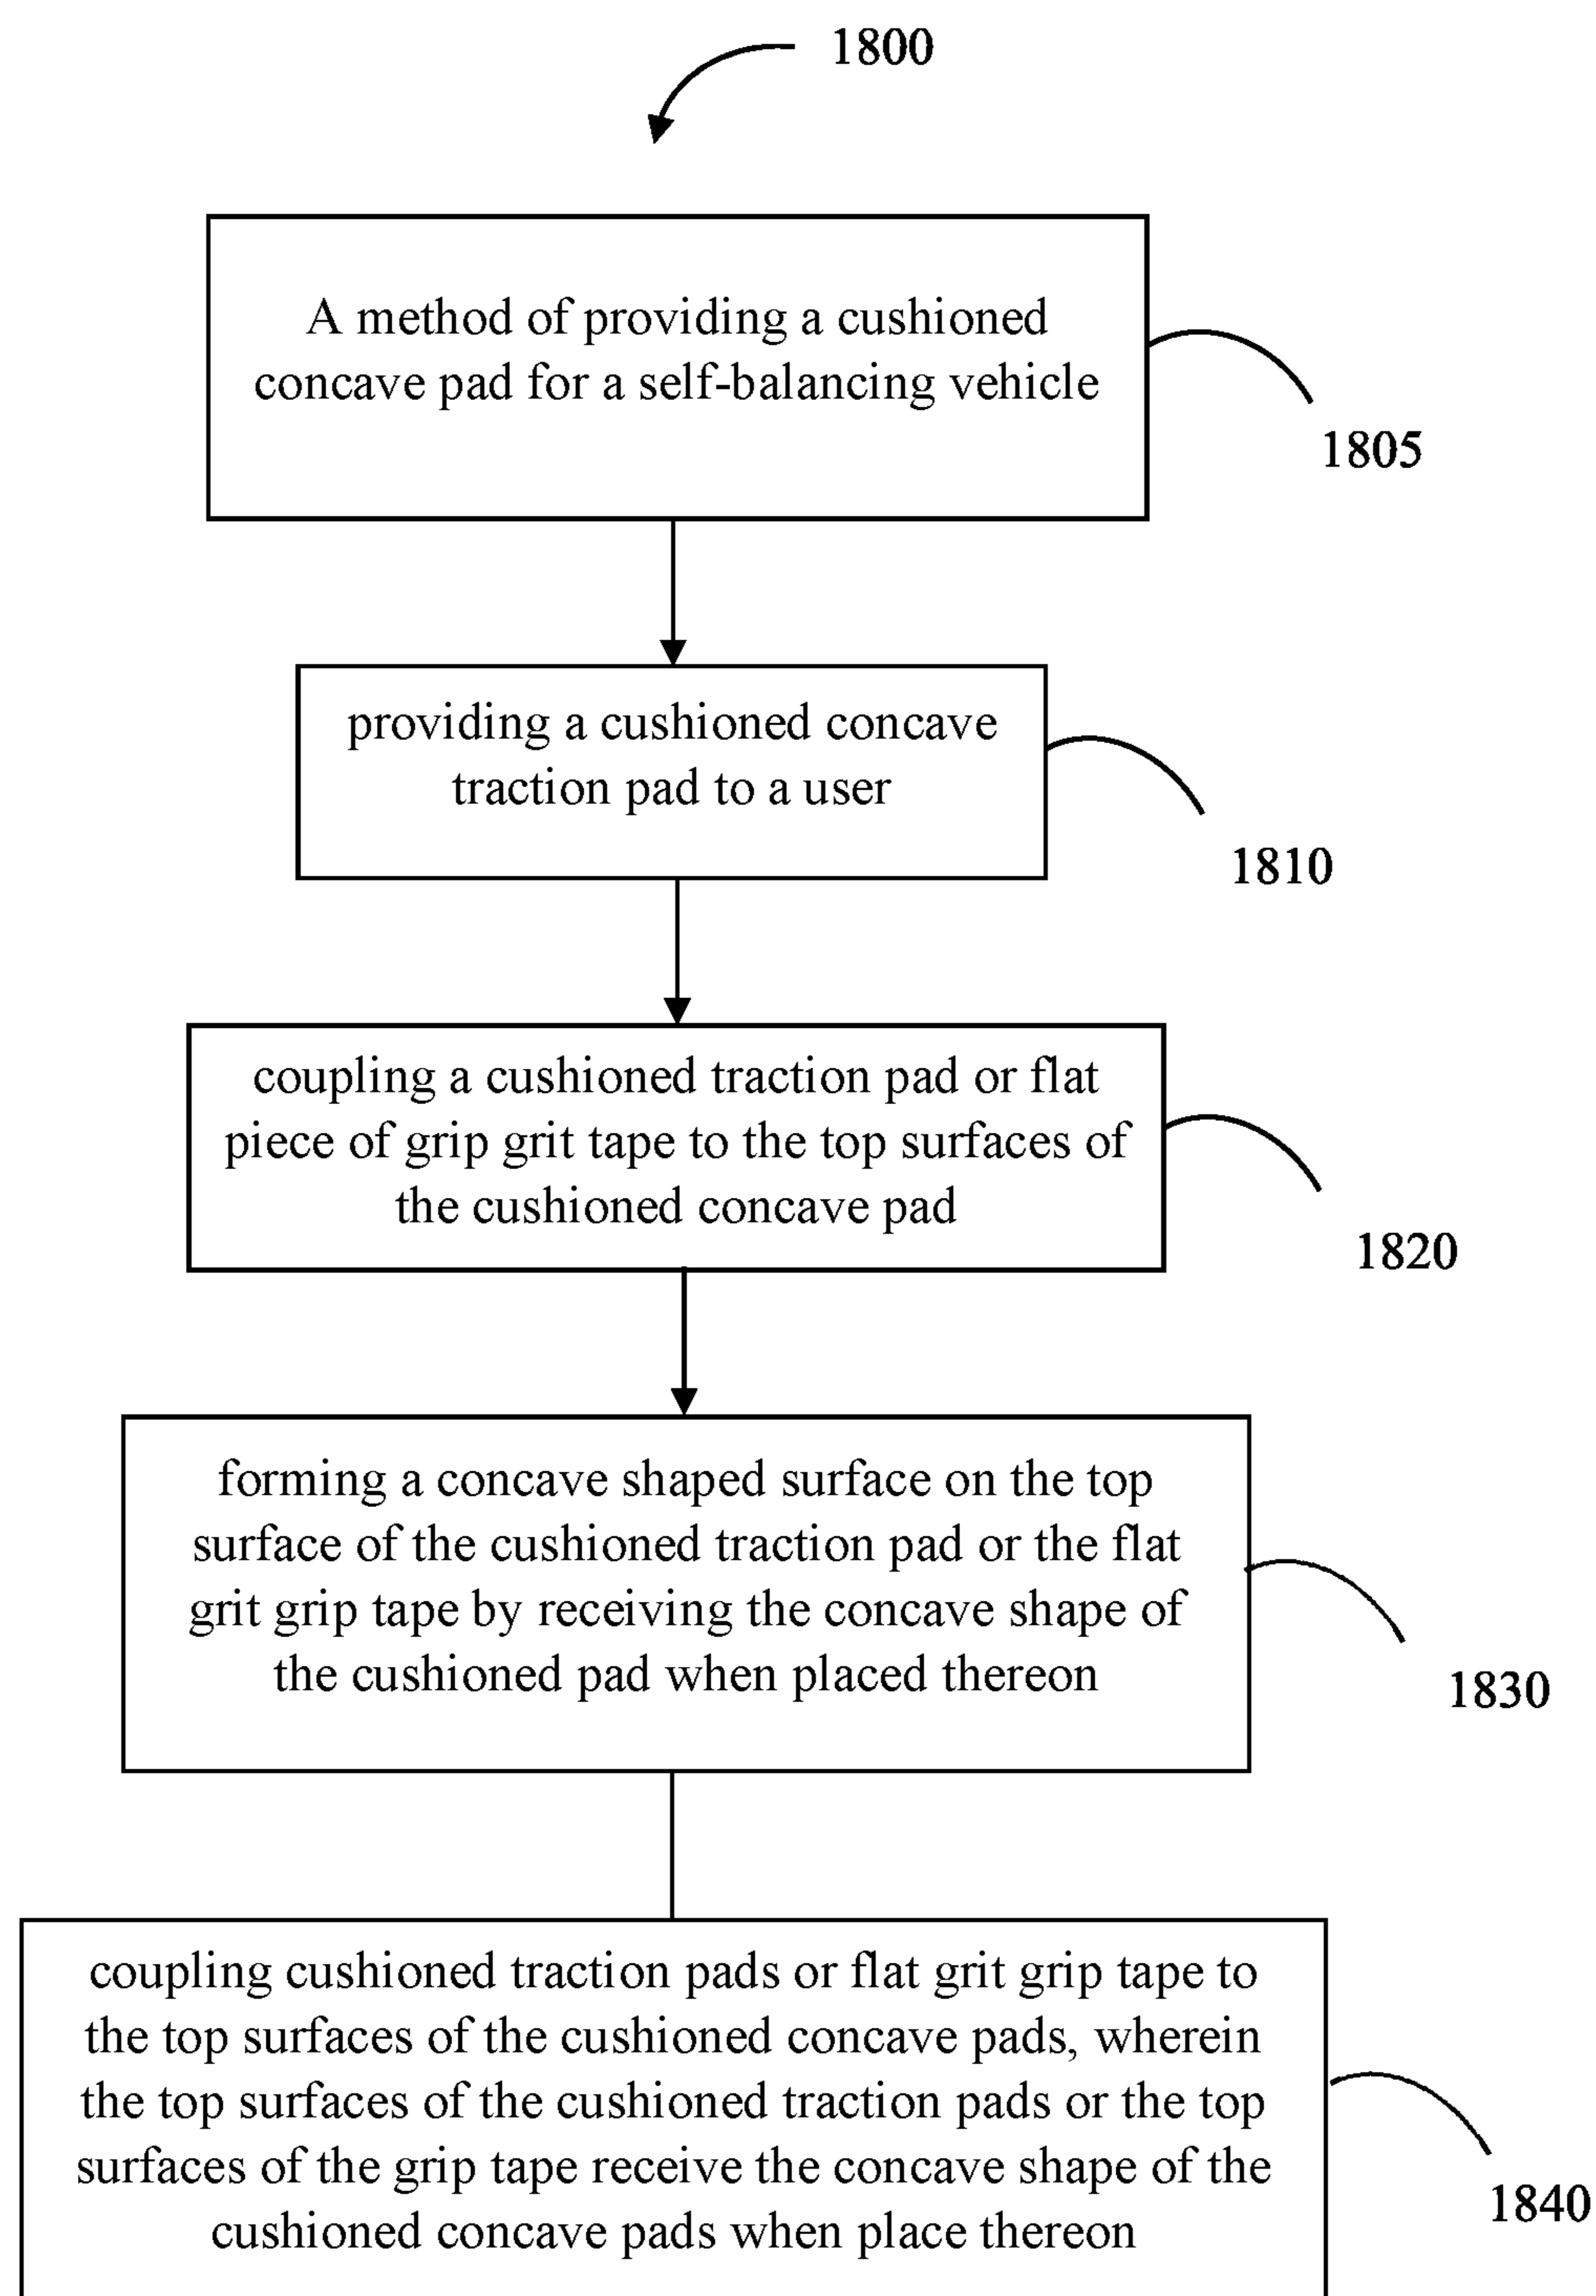 1800
A method of providing a cushioned
concave pad for a self-balancing vehicle
1805
providing a cushioned concave
traction pad to a user
1810
coupling a cushioned traction pad or flat
piece of grip grit tape to the top surfaces of
the cushioned concave pad
1820
forming a concave shaped surface on the top
surface of the cushioned traction pad or the flat
grit grip tape by receiving the concave shape of
the cushioned pad when placed thereon
1830
coupling cushioned traction pads or flat grit grip tape to
the top surfaces of the cushioned concave pads, wherein
the top surfaces of the cushioned traction pads or the top
surfaces of the grip tape receive the concave shape of the
cushioned concave pads when place thereon
1840